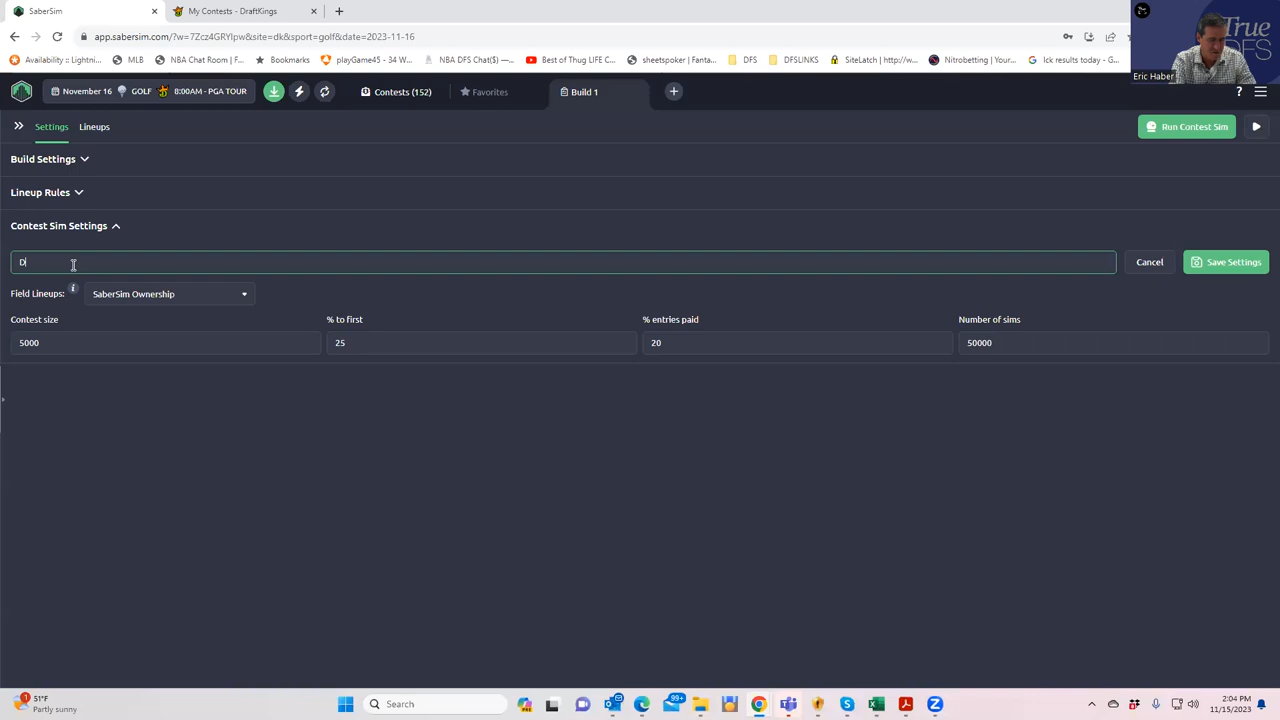 SaberSim
My Contests - DraftKings
app.sabersim.com/?w=7Zcz4GRYlpw&site=dk&sport=golf&date=2023-11-16
Availability :: Lightni...
MLB
NBA Chat Room | F...
Bookmarks
playGame45 - 34 W...
NBA DFS Chat($) —...
Best of Thug LIFE C...
sheetspoker | Fanta...
DFS
DFSLINKS
SiteLatch | http://w...
Nitrobetting | Your...
Ick results today - G...
True
DFS
Eric Haber
November 16
GOLF
8:00AM - PGA TOUR
Contests (152)
Favorites
Build 1
Settings
Lineups
Run Contest Sim
Build Settings
Lineup Rules
Contest Sim Settings
D
Cancel
Save Settings
Field Lineups:
SaberSim Ownership
Contest size
% to first
% entries paid
Number of sims
5000
25
20
50000
51°F
Partly sunny
Search
99+
2:04 PM
11/15/2023